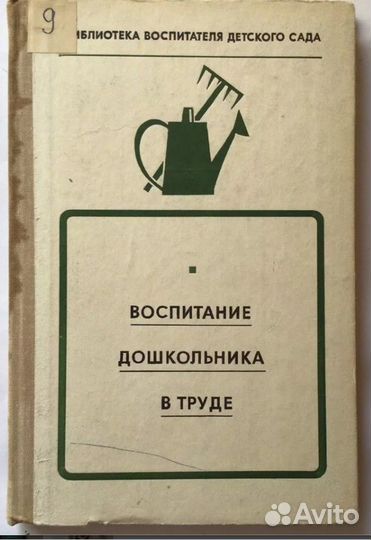 9
БИБЛИОТЕКА ВОСПИТАТЕЛЯ ДЕТСКОГО САДА
ВОСПИТАНИЕ
ДОШКОЛЬНИКА
В ТРУДЕ
Avito